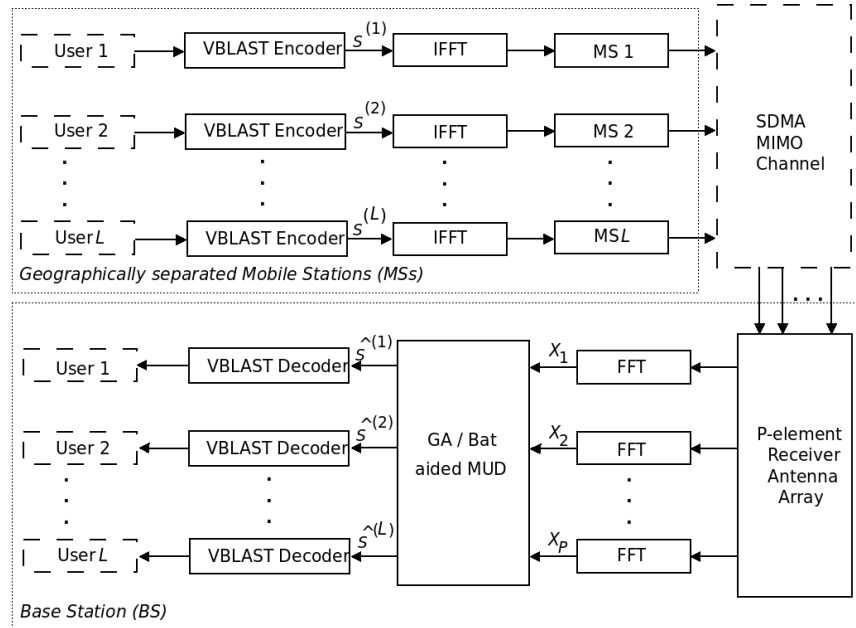 User 1 VBLAST Encoder s(1) IFFT MS 1
User 2 VBLAST Encoder s(2) IFFT MS 2
SDMA
MIMO
Channel
User L VBLAST Encoder s(L) IFFT MSL
Geographically separated Mobile Stations (MSs)
User 1 VBLAST Decoder s^(1) X1 FFT
User 2 VBLAST Decoder s^(2) X2 FFT
GA / Bat
aided MUD
P-element
Receiver
Antenna
Array
User L VBLAST Decoder s^(L) XP FFT
Base Station (BS)